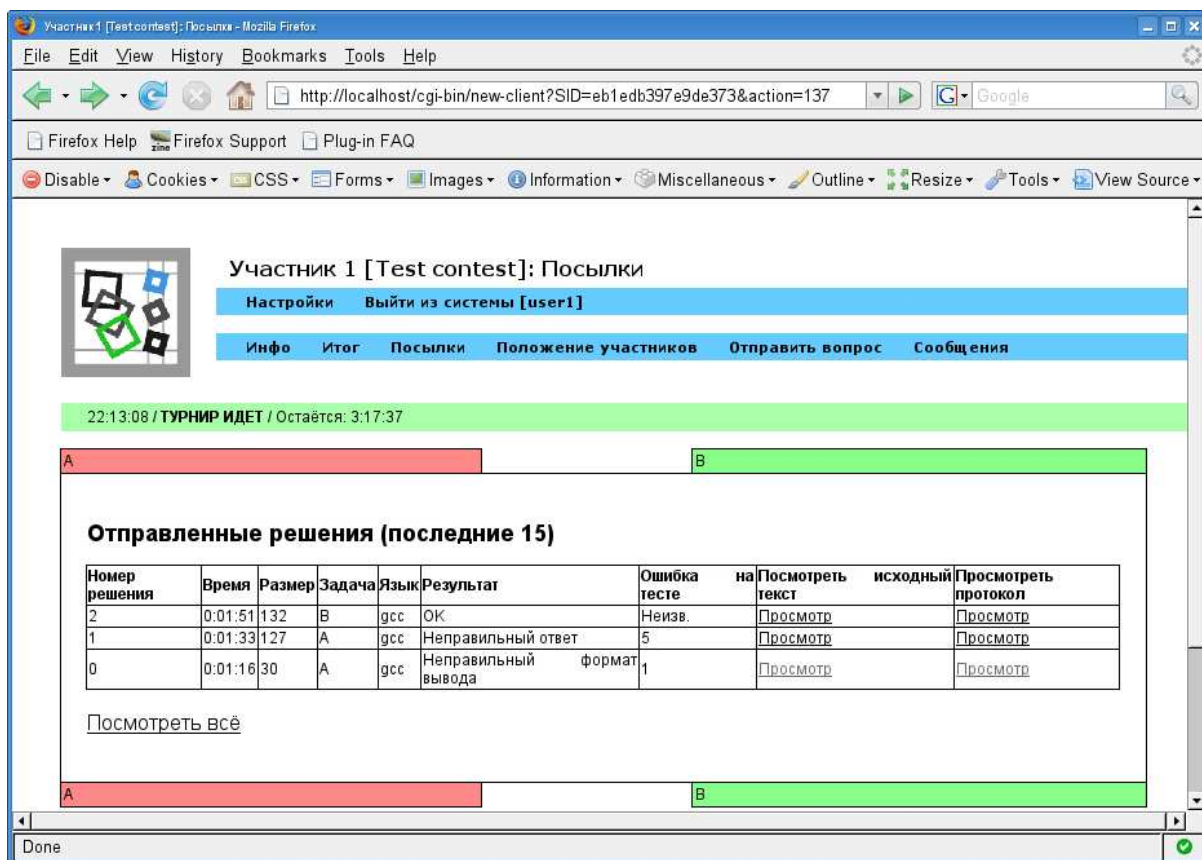 Участник 1 [Test contest]: Посылки - Mozilla Firefox
File Edit View History Bookmarks Tools Help
http://localhost/cgi-bin/new-client?SID=eb1edb397e9de373&action=137 G Google
Firefox Help Firefox Support Plug-in FAQ
Disable Cookies CSS Forms Images Information Miscellaneous Outline Resize Tools View Source
Участник 1 [Test contest]: Посылки
Настройки Выйти из системы [user1]
Инфо Итог Посылки Положение участников Отправить вопрос Сообщения
22:13:08 / ТУРНИР ИДЕТ / Остаётся: 3:17:37
A B
Отправленные решения (последние 15)
Номер решения Время Размер Задача Язык Результат Ошибка на тесте Посмотреть исходный текст Просмотреть протокол
2 0:01:51 132 B gcc OK Неизв. Просмотр Просмотр
1 0:01:33 127 A gcc Неправильный ответ 5 Просмотр Просмотр
0 0:01:16 30 A gcc Неправильный формат вывода 1 Просмотр Просмотр
Посмотреть всё
A B
Done